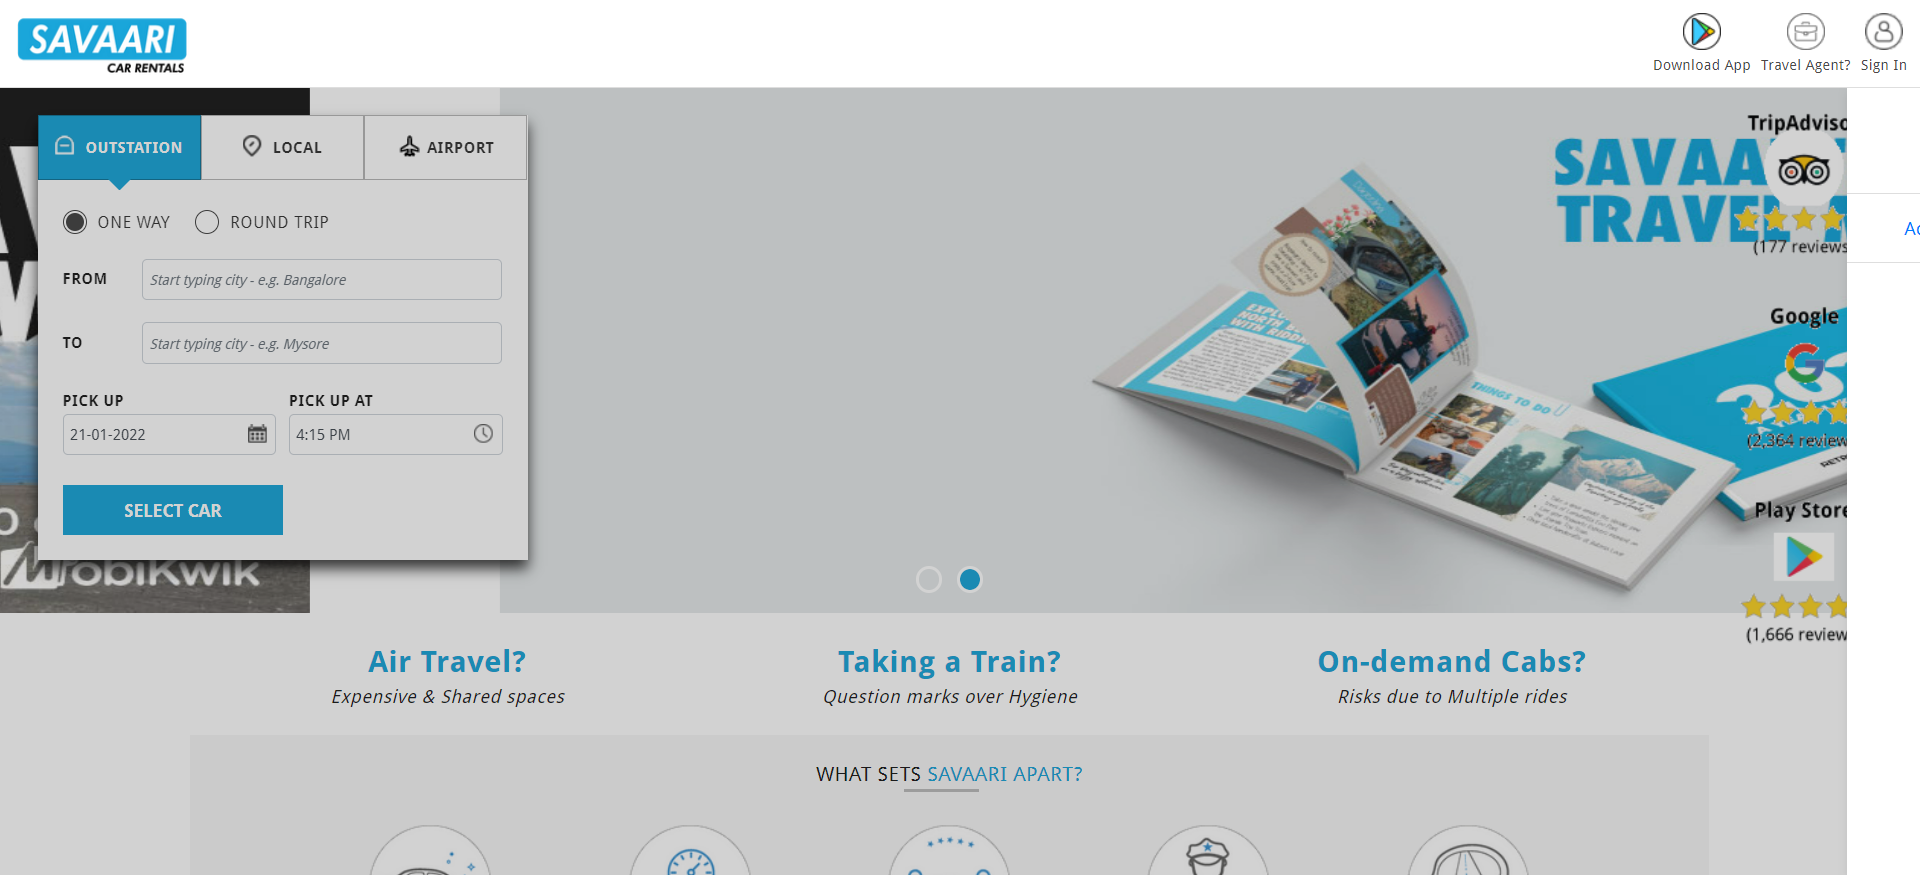 SAVAARI
CAR RENTALS
Download App
Travel Agent?
Sign In
OUTSTATION
LOCAL
AIRPORT
ONE WAY
ROUND TRIP
FROM
Start typing city - e.g. Bangalore
TO
Start typing city - e.g. Mysore
PICK UP
PICK UP AT
21-01-2022
4:15 PM
SELECT CAR
MobiKwik
SAVAA
TRAVEL
THINGS TO DO
TripAdviso
(177 reviews
Google
(2,364 review
Play Store
(1,666 review
Ac
Air Travel?
Expensive & Shared spaces
Taking a Train?
Question marks over Hygiene
On-demand Cabs?
Risks due to Multiple rides
WHAT SETS SAVAARI APART?